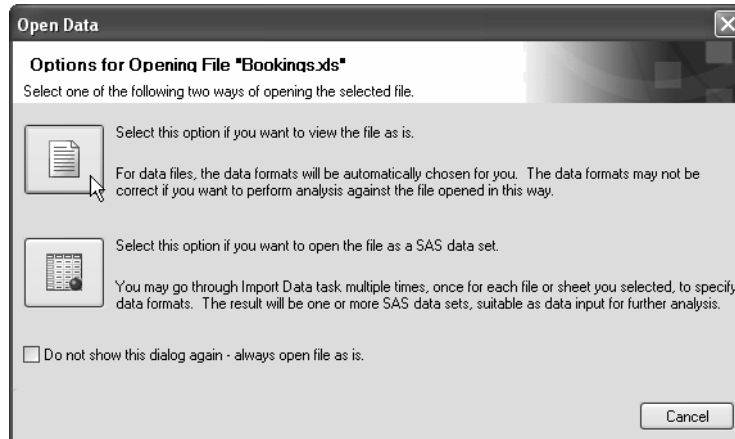 Open Data
Options for Opening File "Bookings.xls"
Select one of the following two ways of opening the selected file.
Select this option if you want to view the file as is.
For data files, the data formats will be automatically chosen for you.  The data formats may not be
correct if you want to perform analysis against the file opened in this way.
Select this option if you want to open the file as a SAS data set.
You may go through Import Data task multiple times, once for each file or sheet you selected, to specify
data formats.  The result will be one or more SAS data sets, suitable as data input for further analysis.
Do not show this dialog again - always open file as is.
Cancel